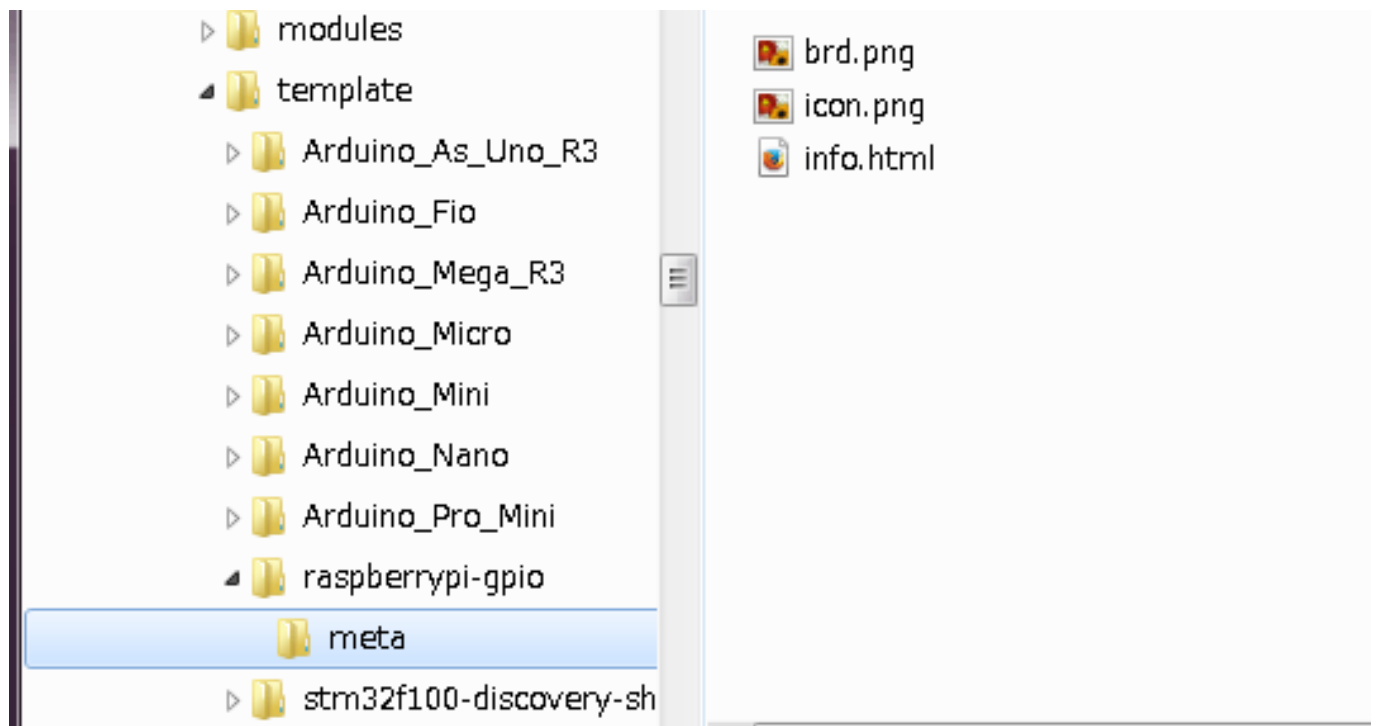 modules
template
Arduino_As_Uno_R3
Arduino_Fio
Arduino_Mega_R3
Arduino_Micro
Arduino_Mini
Arduino_Nano
Arduino_Pro_Mini
raspberrypi-gpio
meta
stm32f100-discovery-sh
brd.png
icon.png
info.html